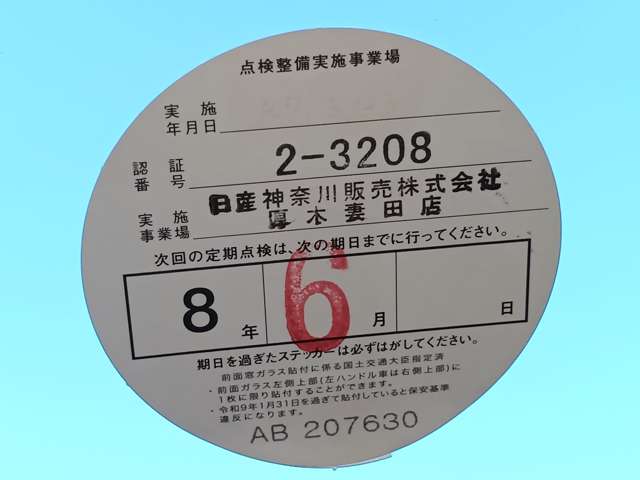 点検整備実施事業場
実施
年月日
認証
番号
2-3208
日産神奈川販売株式会社
厚木妻田店
実施
事業場
次回の定期点検は、次の期日までに行ってください。
8年 6月 日
期日を過ぎたステッカーは必ずはがしてください。
前面窓ガラス貼付に係る国土交通大臣指定済
・前面ガラス左側上部(左ハンドル車は右側上部)に
1枚に限り貼付することができます。
・令和9年1月31日を過ぎて貼付していると保安基準
違反になります。
AB 207630